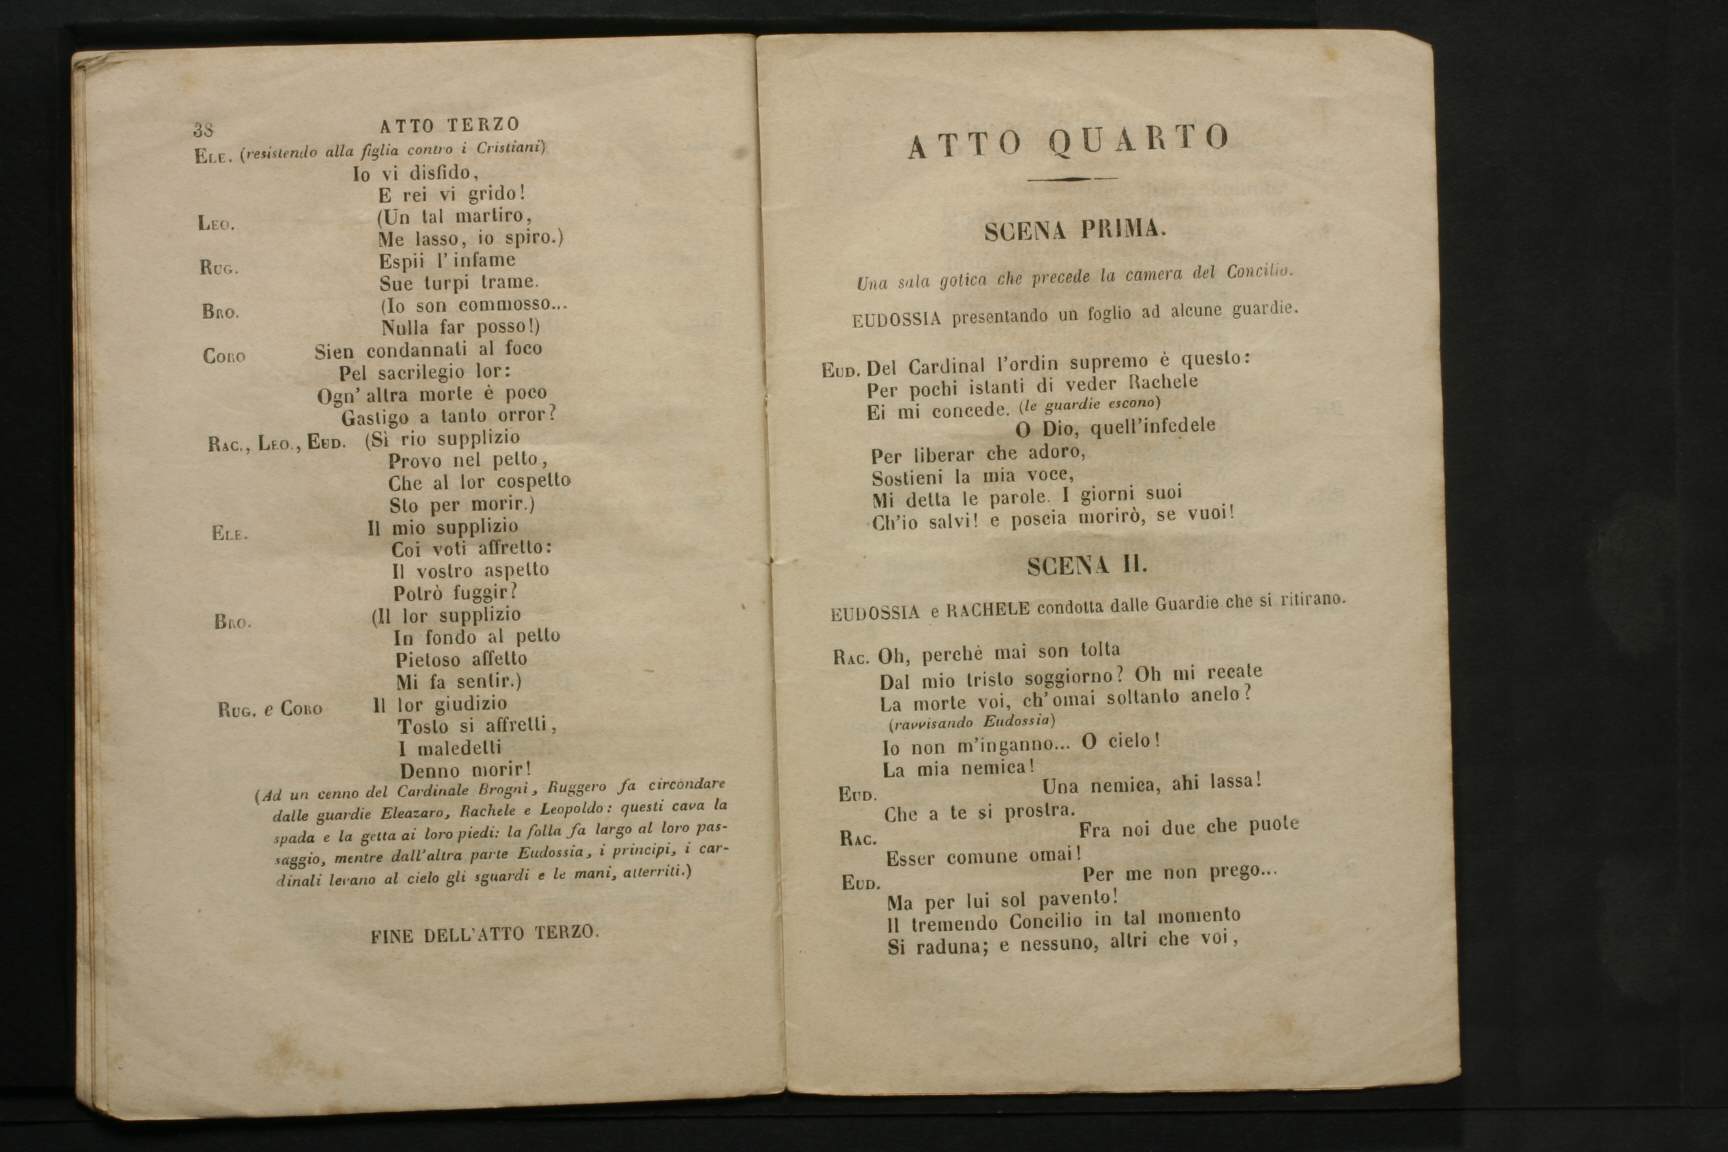 38 ATTO TERZO
ELE. (resistendo alla figlia contro i Cristiani)
Io vi disfido,
E rei vi grido!
LEO. (Un tal martiro,
Me lasso, io spiro.)
RUG. Espii l'infame
Sue turpi trame.
BRO. (Io son commosso...
Nulla far posso!)
CORO Sien condannati al foco
Pel sacrilegio lor:
Ogn'altra morte è poco
Gastigo a tanto orror?
RAC., LEO., EUD. (Sì rio supplizio
Provo nel petto,
Che al lor cospetto
Sto per morir.)
ELE. Il mio supplizio
Coi voti affretto:
Il vostro aspetto
Potrò fuggir?
BRO. (Il lor supplizio
In fondo al petto
Pietoso affetto
Mi fa sentir.)
RUG. e CORO Il lor giudizio
Tosto si affretti,
I maledetti
Denno morir!
(Ad un cenno del Cardinale Brogni, Ruggero fa circondare
dalle guardie Eleazaro, Rachele e Leopoldo: questi cava la
spada e la getta ai loro piedi: la folla fa largo al loro pas-
saggio, mentre dall'altra parte Eudossia, i principi, i car-
dinali levano al cielo gli sguardi e le mani, atterriti.)
FINE DELL'ATTO TERZO.
ATTO QUARTO
SCENA PRIMA.
Una sala gotica che precede la camera del Concilio.
EUDOSSIA presentando un foglio ad alcune guardie.
EUD. Del Cardinal l'ordin supremo è questo:
Per pochi istanti di veder Rachele
Ei mi concede. (le guardie escono)
O Dio, quell'infedele
Per liberar che adoro,
Sostieni la mia voce,
Mi detta le parole. I giorni suoi
Ch'io salvi! e poscia morirò, se vuoi!
SCENA II.
EUDOSSIA e RACHELE condotta dalle Guardie che si ritirano.
RAC. Oh, perchè mai son tolta
Dal mio tristo soggiorno? Oh mi recate
La morte voi, ch'omai soltanto anelo?
(ravvisando Eudossia)
Io non m'inganno... O cielo!
La mia nemica!
EUD. Una nemica, ahi lassa!
Che a te si prostra.
RAC. Fra noi due che puote
Esser comune omai!
EUD. Per me non prego...
Ma per lui sol pavento!
Il tremendo Concilio in tal momento
Si raduna; e nessuno, altri che voi,